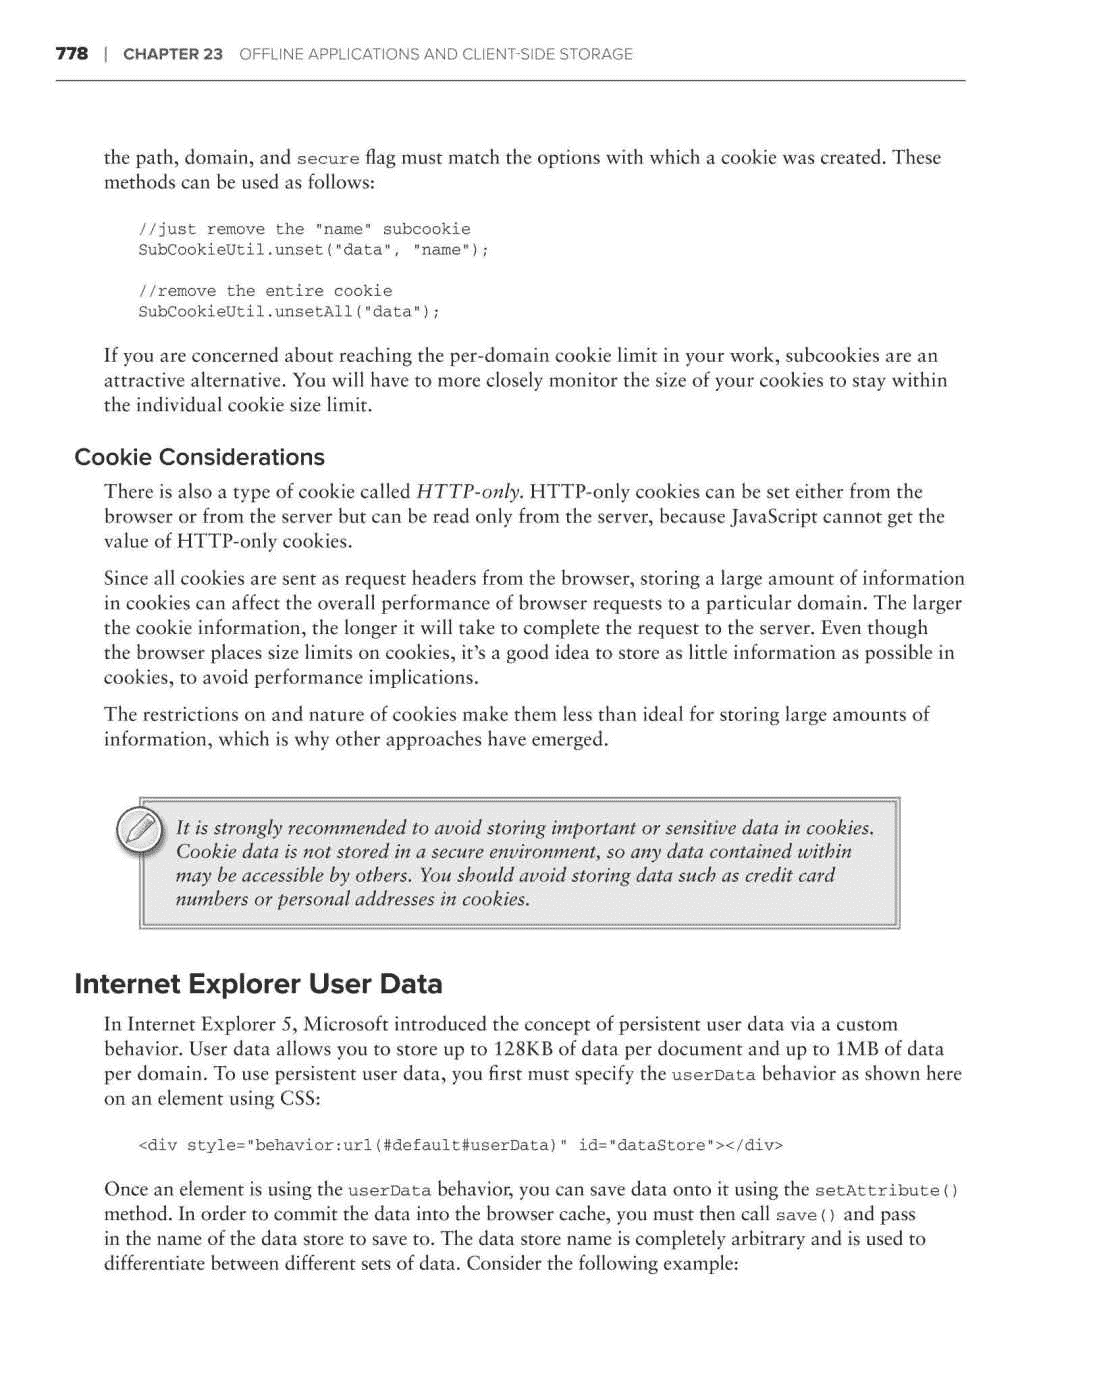 778 | CHAPTER 23 OFFLINE APPLICATIONS AND CLIENT-SIDE STORAGE
the path, domain, and secure flag must match the options with which a cookie was created. These
methods can be used as follows:
//just remove the "name" subcookie
SubCookieUtil.unset("data", "name");
//remove the entire cookie
SubCookieUtil.unsetAll("data");
If you are concerned about reaching the per-domain cookie limit in your work, subcookies are an
attractive alternative. You will have to more closely monitor the size of your cookies to stay within
the individual cookie size limit.
Cookie Considerations
There is also a type of cookie called HTTP-only. HTTP-only cookies can be set either from the
browser or from the server but can be read only from the server, because JavaScript cannot get the
value of HTTP-only cookies.
Since all cookies are sent as request headers from the browser, storing a large amount of information
in cookies can affect the overall performance of browser requests to a particular domain. The larger
the cookie information, the longer it will take to complete the request to the server. Even though
the browser places size limits on cookies, it's a good idea to store as little information as possible in
cookies, to avoid performance implications.
The restrictions on and nature of cookies make them less than ideal for storing large amounts of
information, which is why other approaches have emerged.
It is strongly recommended to avoid storing important or sensitive data in cookies.
Cookie data is not stored in a secure environment, so any data contained within
may be accessible by others. You should avoid storing data such as credit card
numbers or personal addresses in cookies.
Internet Explorer User Data
In Internet Explorer 5, Microsoft introduced the concept of persistent user data via a custom
behavior. User data allows you to store up to 128KB of data per document and up to 1MB of data
per domain. To use persistent user data, you first must specify the userData behavior as shown here
on an element using CSS:
<div style="behavior:url(#default#userData)" id="dataStore"></div>
Once an element is using the userData behavior, you can save data onto it using the setAttribute()
method. In order to commit the data into the browser cache, you must then call save() and pass
in the name of the data store to save to. The data store name is completely arbitrary and is used to
differentiate between different sets of data. Consider the following example: